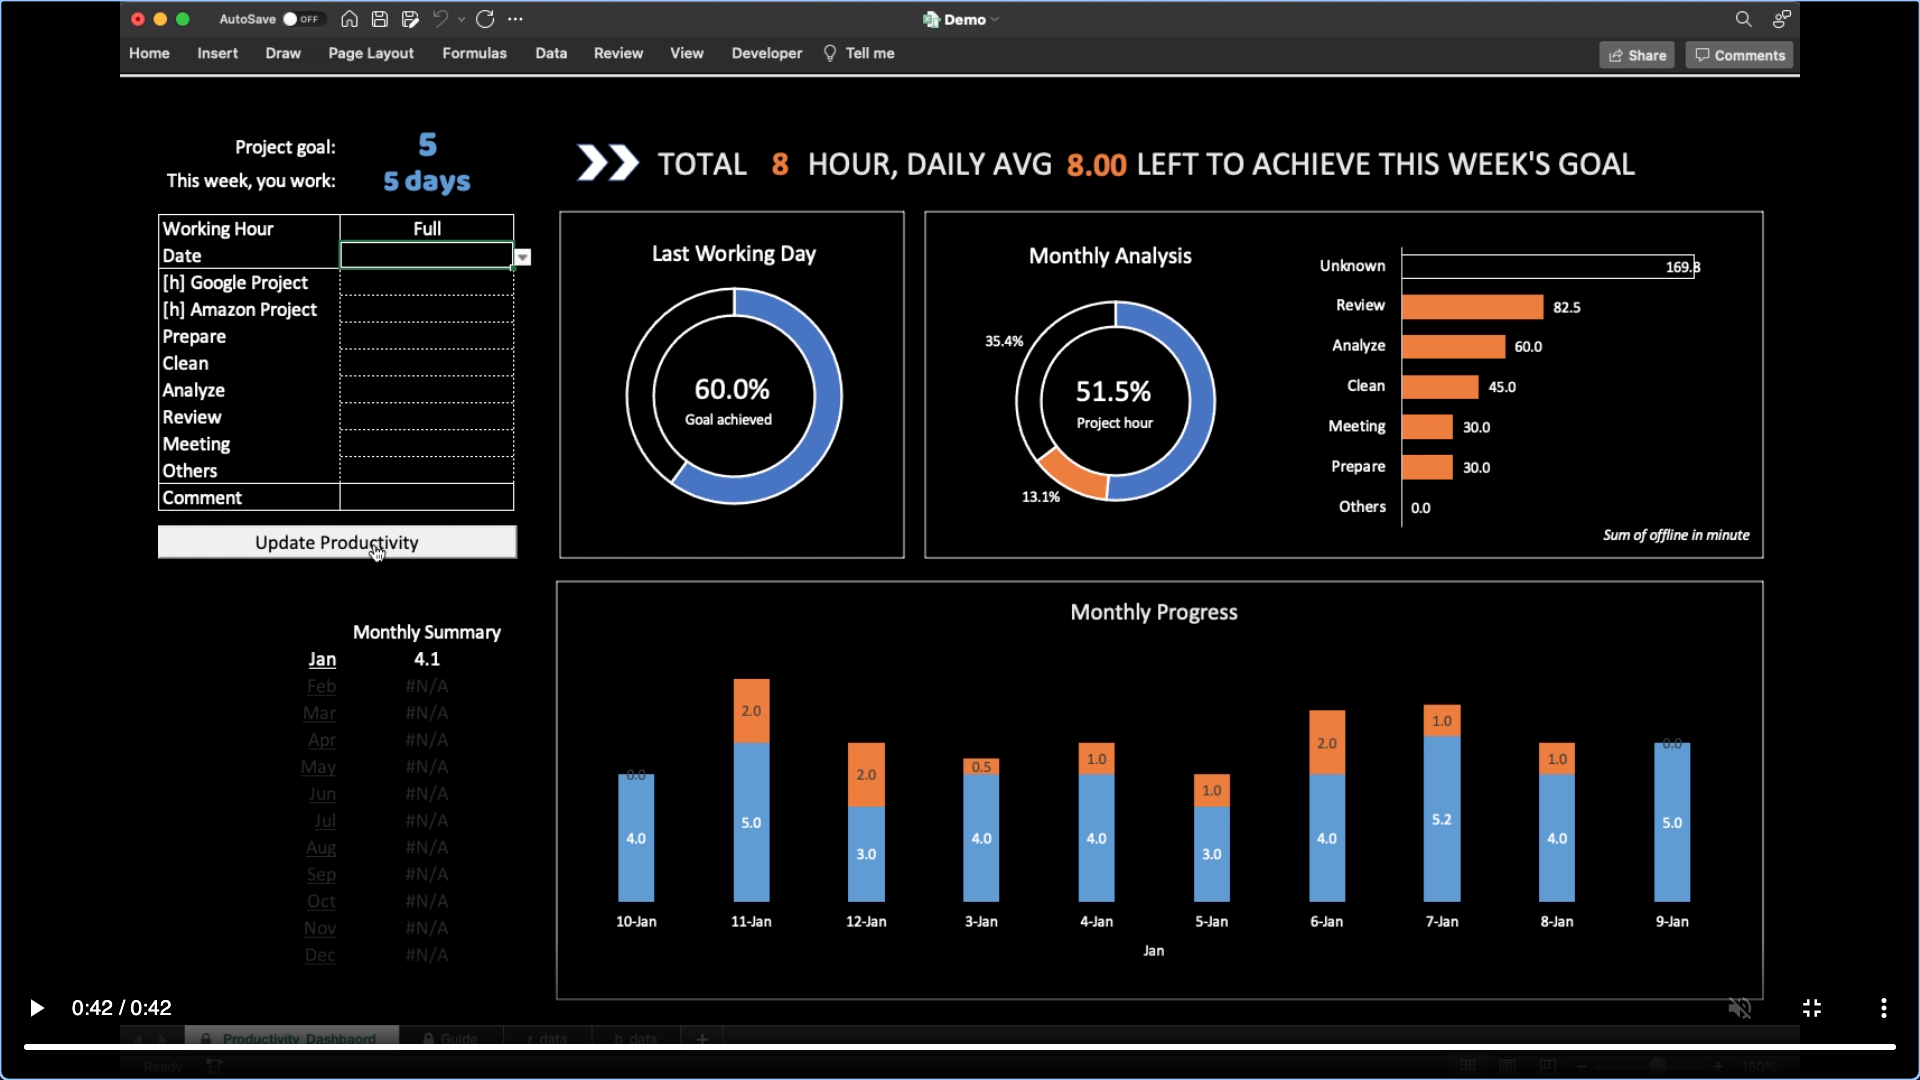 AutoSave OFF
Demo
Home Insert Draw Page Layout Formulas Data Review View Developer Tell me
Share Comments
Project goal: 5
This week, you work: 5 days
TOTAL 8 HOUR, DAILY AVG 8.00 LEFT TO ACHIEVE THIS WEEK'S GOAL
Working Hour Full
Date
[h] Google Project
[h] Amazon Project
Prepare
Clean
Analyze
Review
Meeting
Others
Comment
Update Productivity
Last Working Day
60.0%
Goal achieved
Monthly Analysis
35.4%
51.5%
Project hour
13.1%
Unknown 169.8
Review 82.5
Analyze 60.0
Clean 45.0
Meeting 30.0
Prepare 30.0
Others 0.0
Sum of offline in minute
Monthly Summary
Jan 4.1
Feb #N/A
Mar #N/A
Apr #N/A
May #N/A
Jun #N/A
Jul #N/A
Aug #N/A
Sep #N/A
Oct #N/A
Nov #N/A
Dec #N/A
Monthly Progress
0.0 2.0 2.0 0.5 1.0 1.0 2.0 1.0 1.0 0.0
4.0 5.0 3.0 4.0 4.0 3.0 4.0 5.2 4.0 5.0
10-Jan 11-Jan 12-Jan 3-Jan 4-Jan 5-Jan 6-Jan 7-Jan 8-Jan 9-Jan
Jan
0:42 / 0:42
Productivity_Dashbaord Guide r_data b_data
Ready
150%